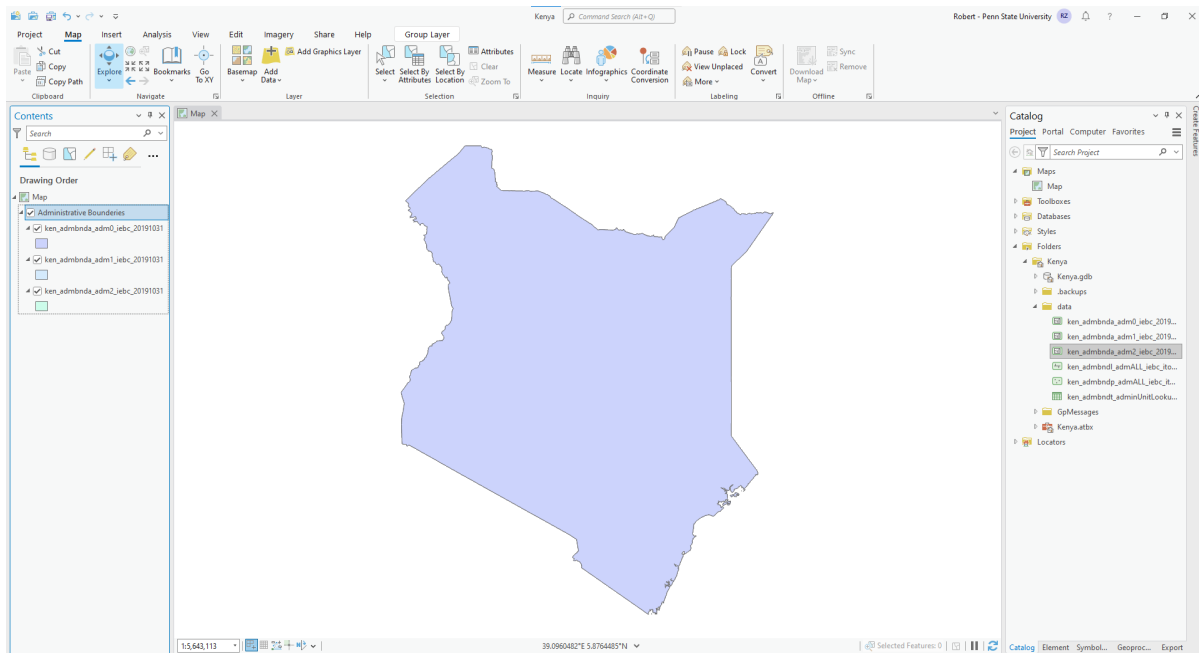 Kenya
Command Search (Alt+Q)
Robert - Penn State University
RZ
?
Project Map Insert Analysis View Edit Imagery Share Help Group Layer
Paste
Cut
Copy
Copy Path
Clipboard
Explore
Bookmarks
Go To XY
Navigate
Basemap
Add Data
Add Graphics Layer
Layer
Select
Select By Attributes
Select By Location
Attributes
Clear
Zoom To
Selection
Measure
Locate
Infographics
Coordinate Conversion
Inquiry
Pause
Lock
View Unplaced
More
Convert
Labeling
Download Map
Sync
Remove
Offline
Contents
Search
Drawing Order
Map
Administrative Bounderies
ken_admbnda_adm0_iebc_20191031
ken_admbnda_adm1_iebc_20191031
ken_admbnda_adm2_iebc_20191031
Map
1:5,643,113
39.0960482°E 5.8764485°N
Selected Features: 0
Catalog
Project Portal Computer Favorites
Search Project
Maps
Map
Toolboxes
Databases
Styles
Folders
Kenya
Kenya.gdb
.backups
data
ken_admbnda_adm0_iebc_2019...
ken_admbnda_adm1_iebc_2019...
ken_admbnda_adm2_iebc_2019...
ken_admbndl_admALL_iebc_ito...
ken_admbndp_admALL_iebc_it...
ken_admbndt_adminUnitLooku...
GpMessages
Kenya.atbx
Locators
Catalog Element Symbol... Geoproc... Export
Create Features